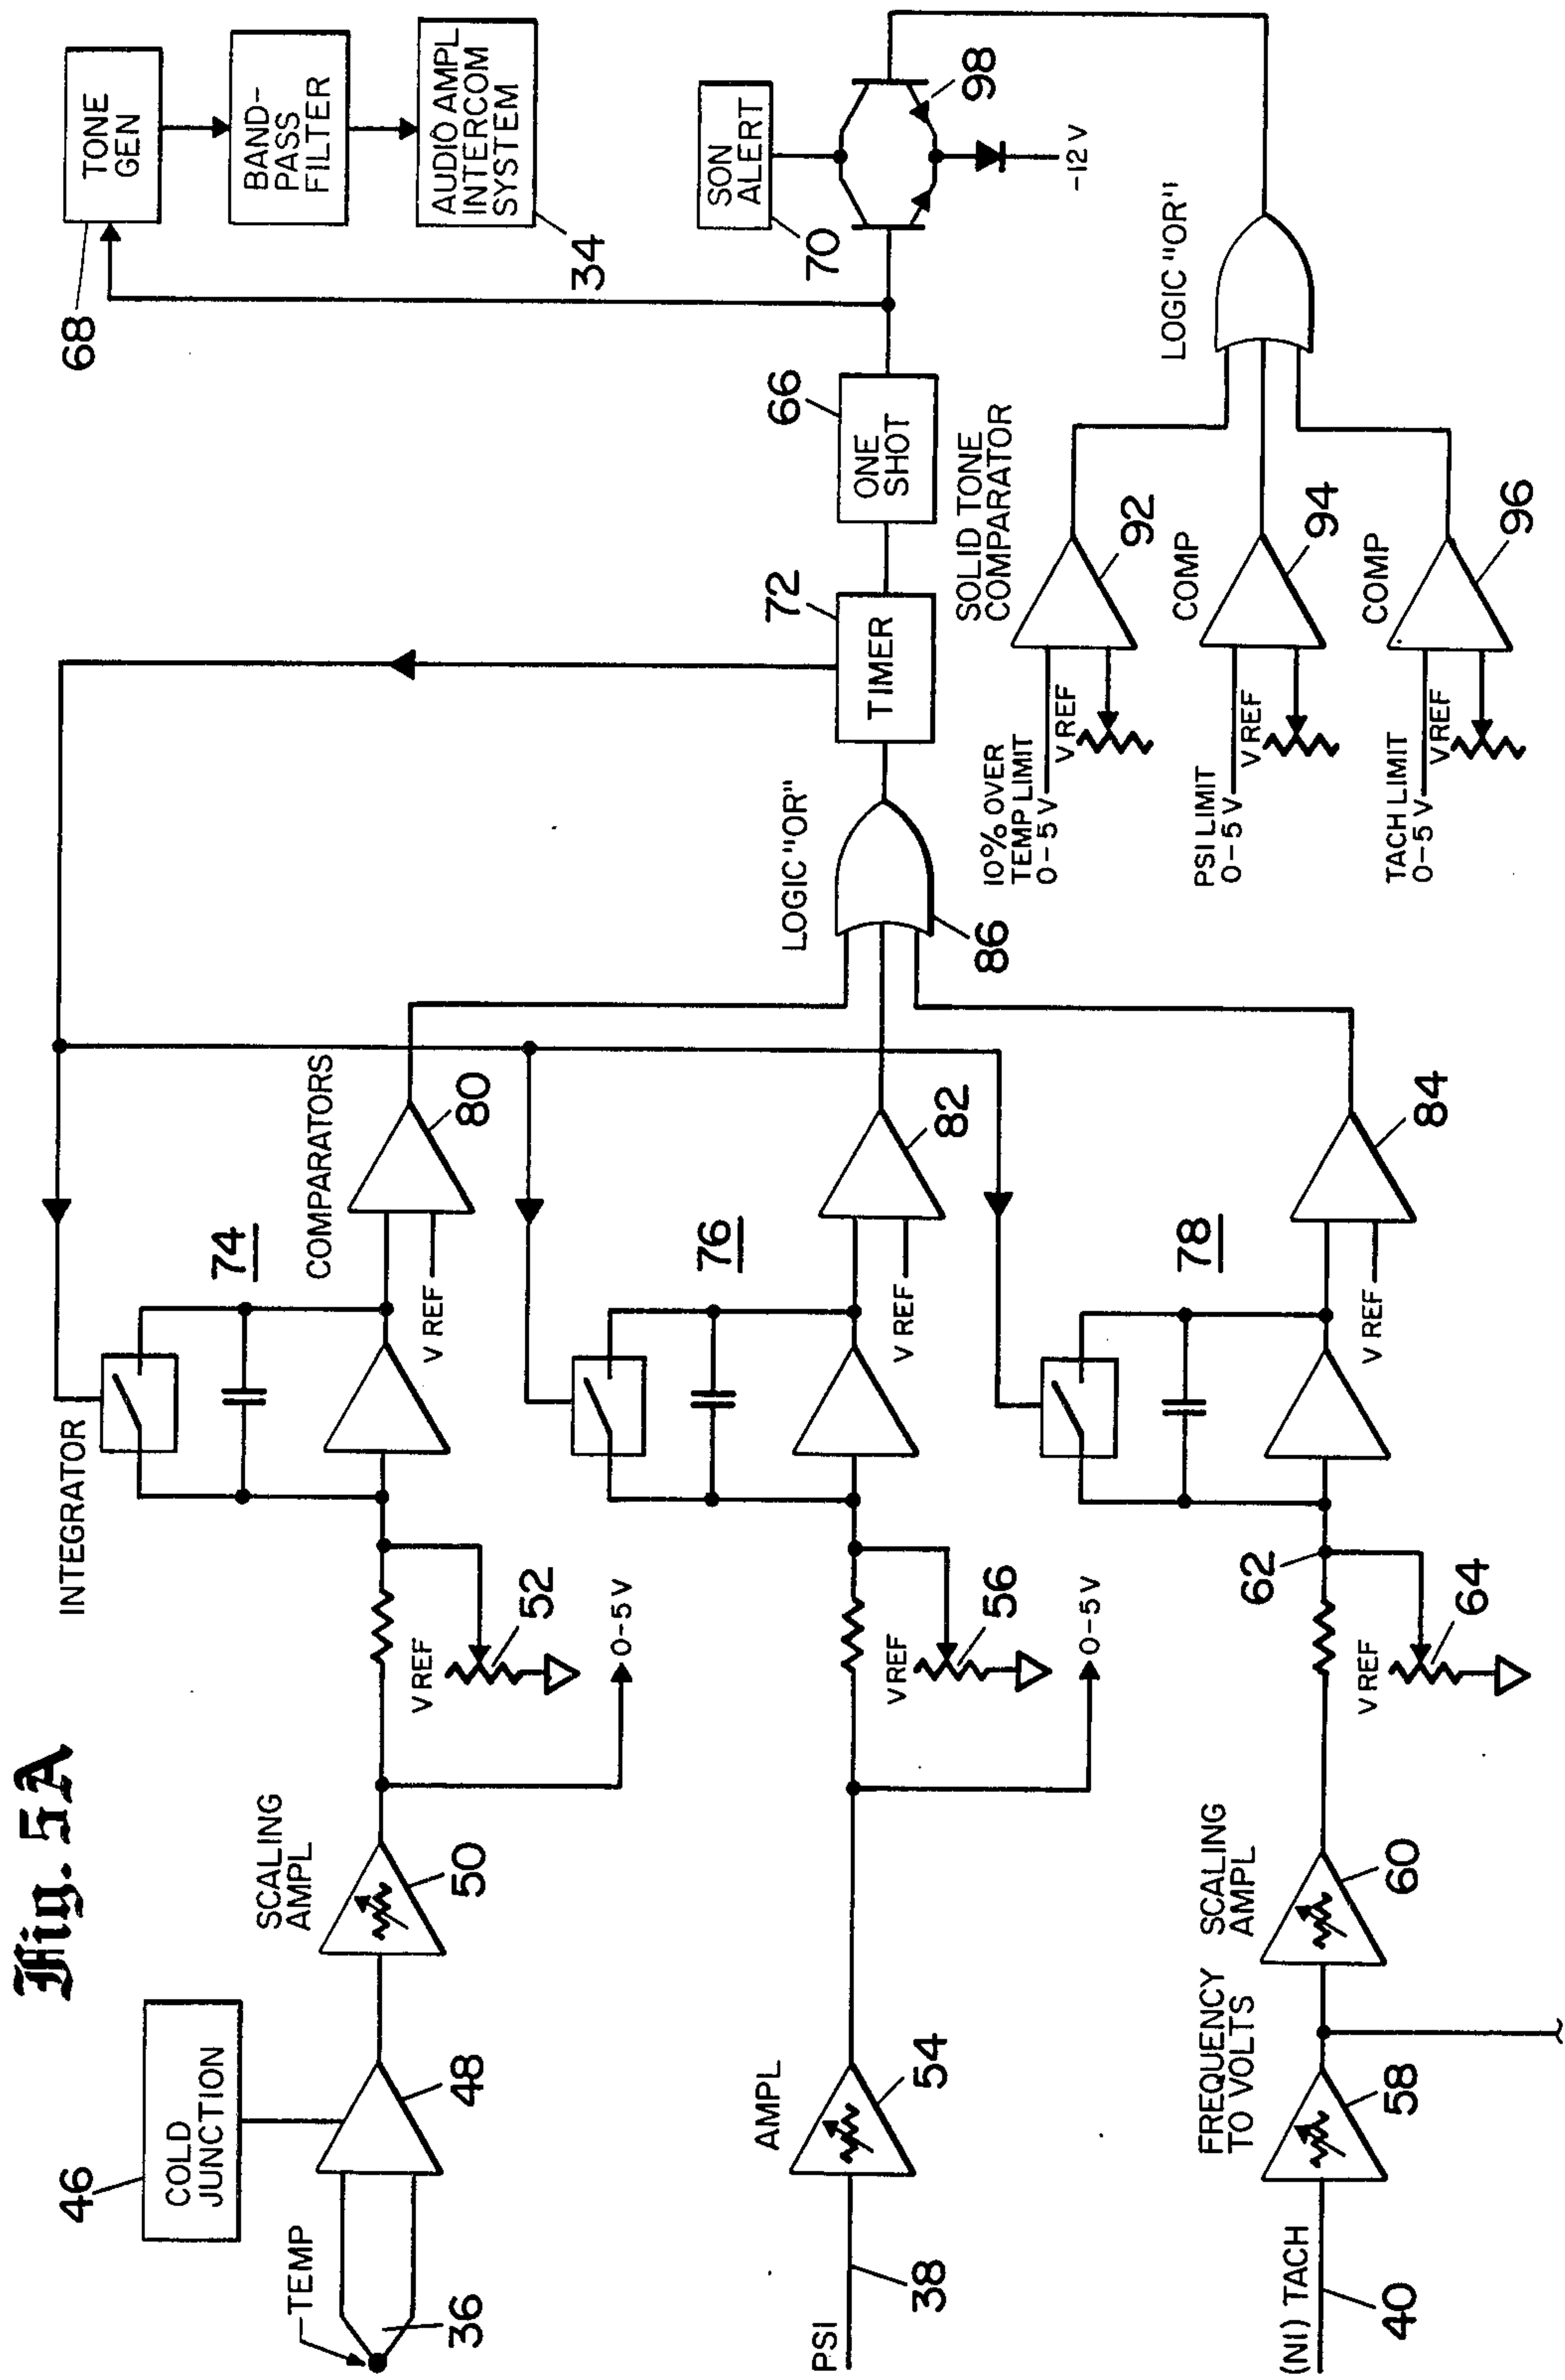 Fig. 5A
46
COLD
JUNCTION
TEMP
36
48
SCALING
AMPL
50
V REF
52
0-5 V
INTEGRATOR
74
COMPARATORS
V REF
80
PSI
38
AMPL
54
V REF
56
0-5 V
76
V REF
82
(NI) TACH
40
FREQUENCY
TO VOLTS
58
SCALING
AMPL
60
62
V REF
64
78
V REF
84
LOGIC "OR"
86
72
TIMER
66
ONE
SHOT
68
TONE
GEN
BAND-
PASS
FILTER
AUDIO AMPL
INTERCOM
SYSTEM
34
SON
ALERT
70
98
-12 V
SOLID TONE
COMPARATOR
10% OVER
TEMP LIMIT
0-5 V
V REF
92
COMP
PSI LIMIT
0-5 V
V REF
94
COMP
TACH LIMIT
0-5 V
V REF
96
LOGIC "OR"